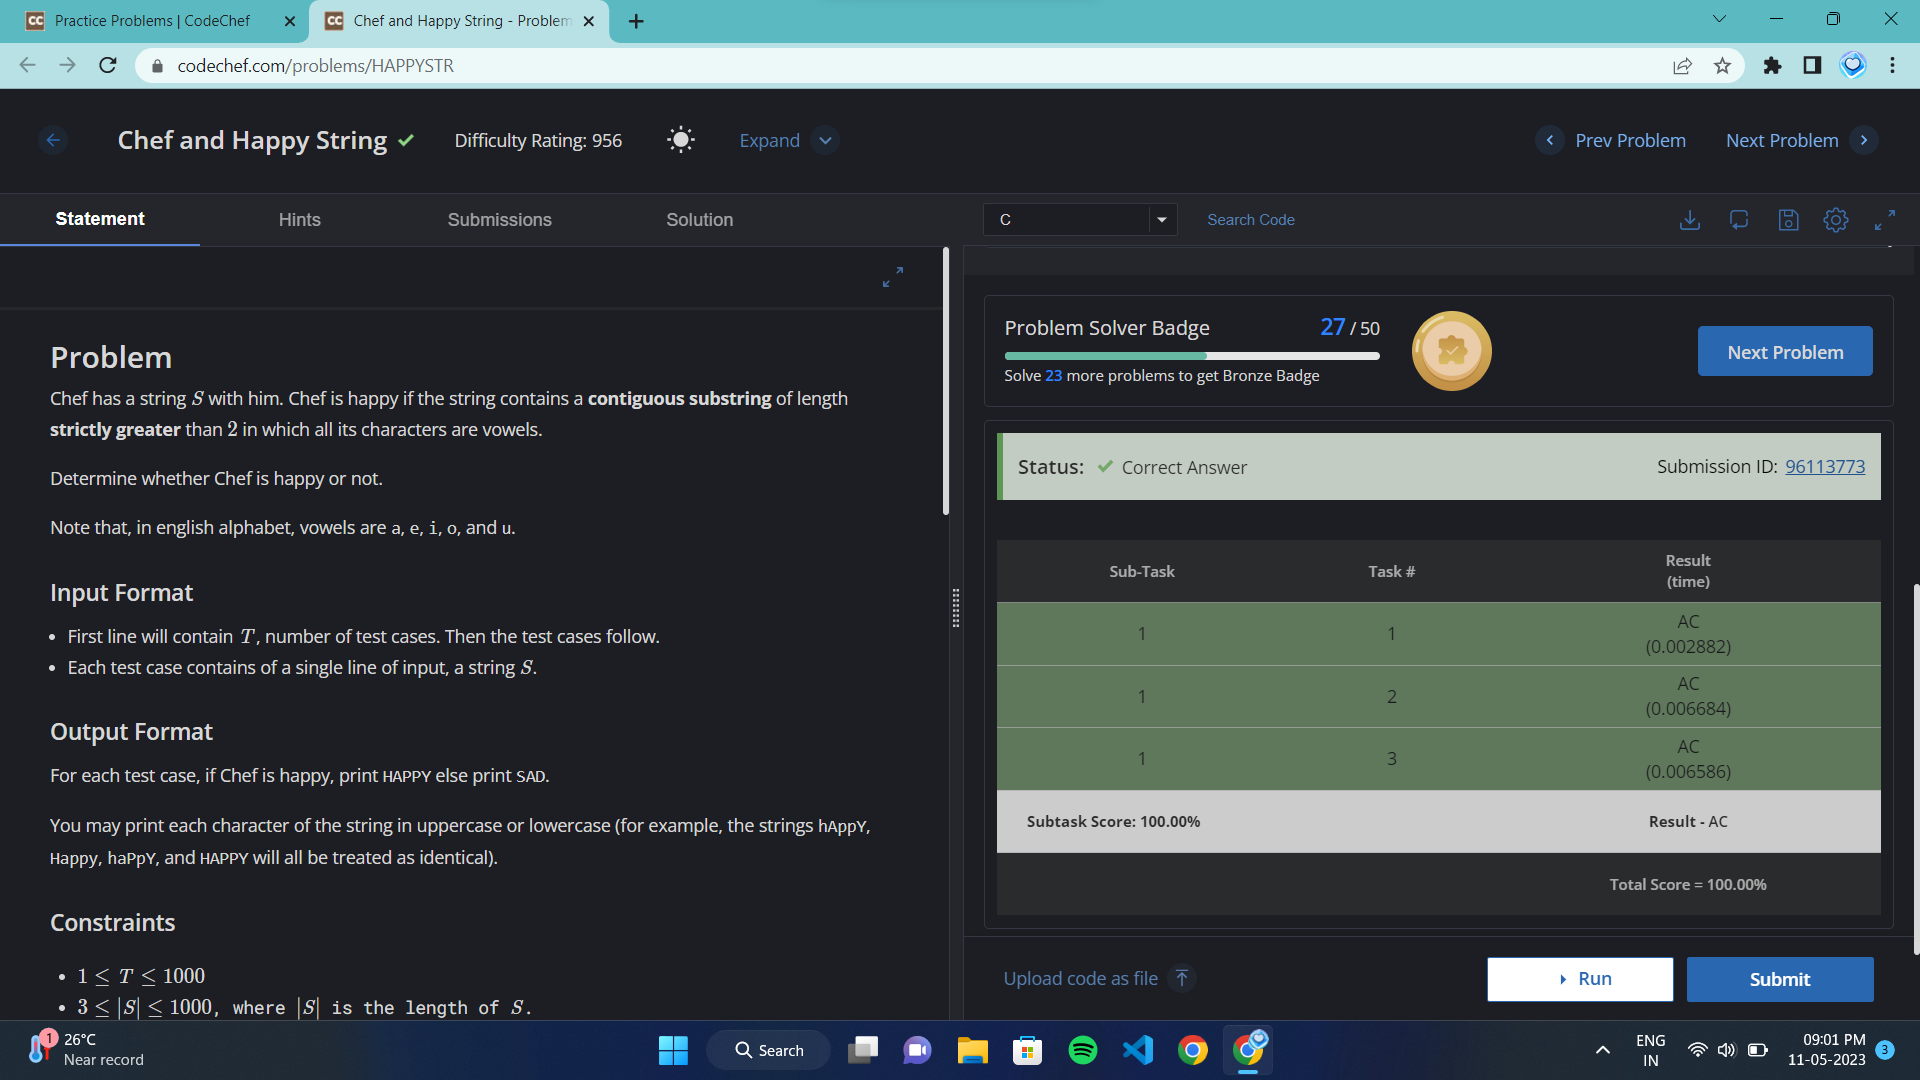 Practice Problems | CodeChef
Chef and Happy String - Problem
codechef.com/problems/HAPPYSTR
Chef and Happy String
Difficulty Rating: 956
Expand
Prev Problem
Next Problem
Statement
Hints
Submissions
Solution
C
Search Code
Problem
Chef has a string S with him. Chef is happy if the string contains a contiguous substring of length
strictly greater than 2 in which all its characters are vowels.
Determine whether Chef is happy or not.
Note that, in english alphabet, vowels are a, e, i, o, and u.
Input Format
• First line will contain T, number of test cases. Then the test cases follow.
• Each test case contains of a single line of input, a string S.
Output Format
For each test case, if Chef is happy, print HAPPY else print SAD.
You may print each character of the string in uppercase or lowercase (for example, the strings hAppY,
Happy, haPpY, and HAPPY will all be treated as identical).
Constraints
• 1 ≤ T ≤ 1000
• 3 ≤ |S| ≤ 1000, where |S| is the length of S.
Problem Solver Badge
27 / 50
Solve 23 more problems to get Bronze Badge
Next Problem
Status: Correct Answer
Submission ID: 96113773
Sub-Task
Task #
Result
(time)
1
1
AC
(0.002882)
1
2
AC
(0.006684)
1
3
AC
(0.006586)
Subtask Score: 100.00%
Result - AC
Total Score = 100.00%
Upload code as file
Run
Submit
1
26°C
Near record
Search
ENG
IN
09:01 PM
11-05-2023
3